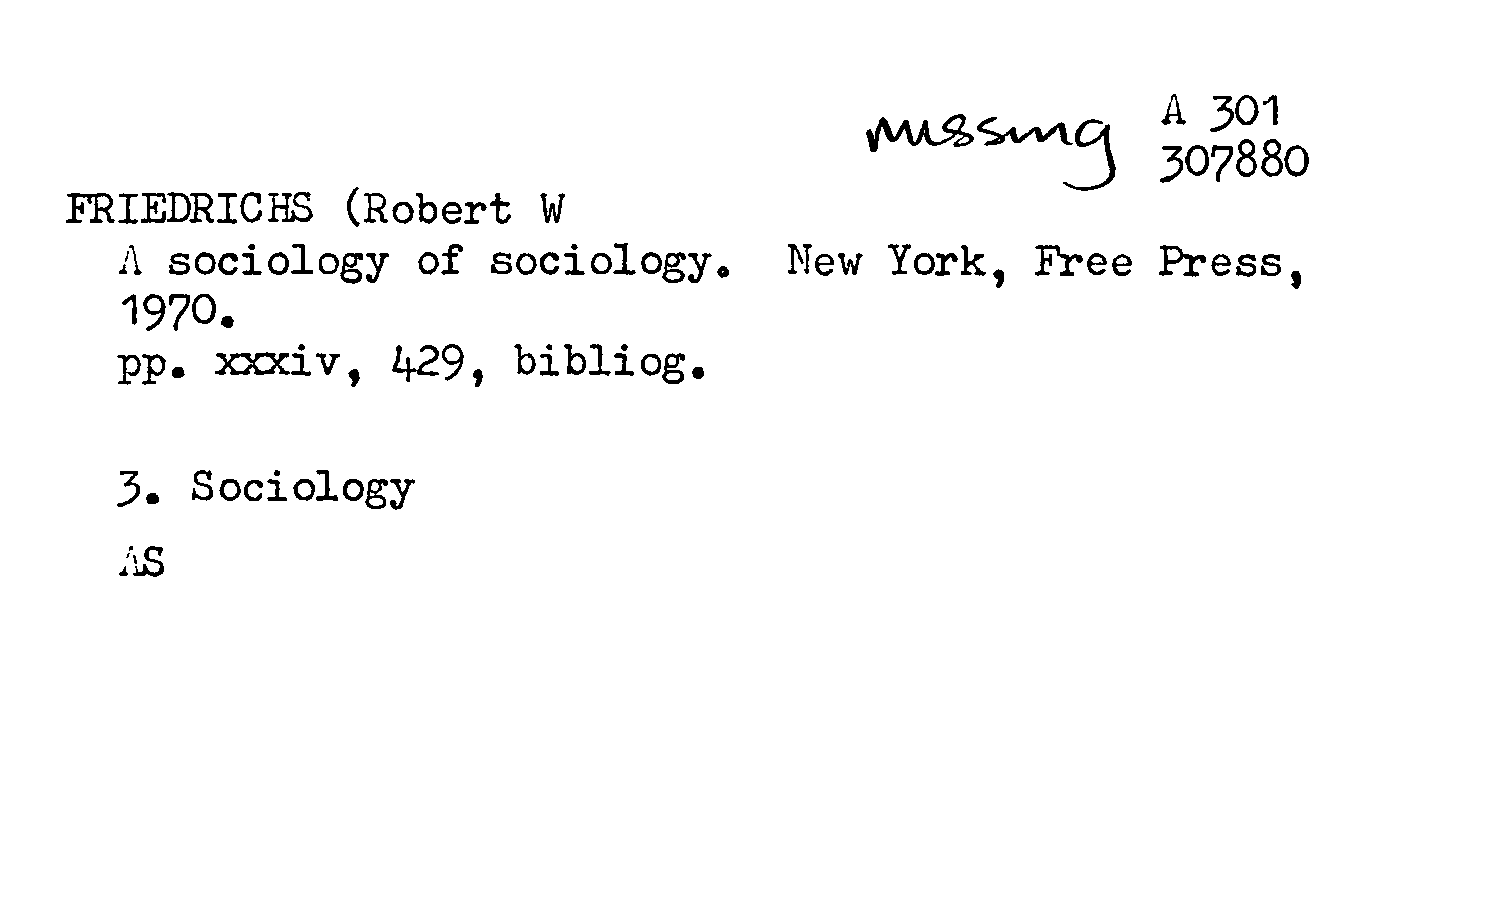 missing A 301
307880
FRIEDRICHS (Robert W
A sociology of sociology. New York, Free Press,
1970.
pp. xxxiv, 429, bibliog.
3. Sociology
AS